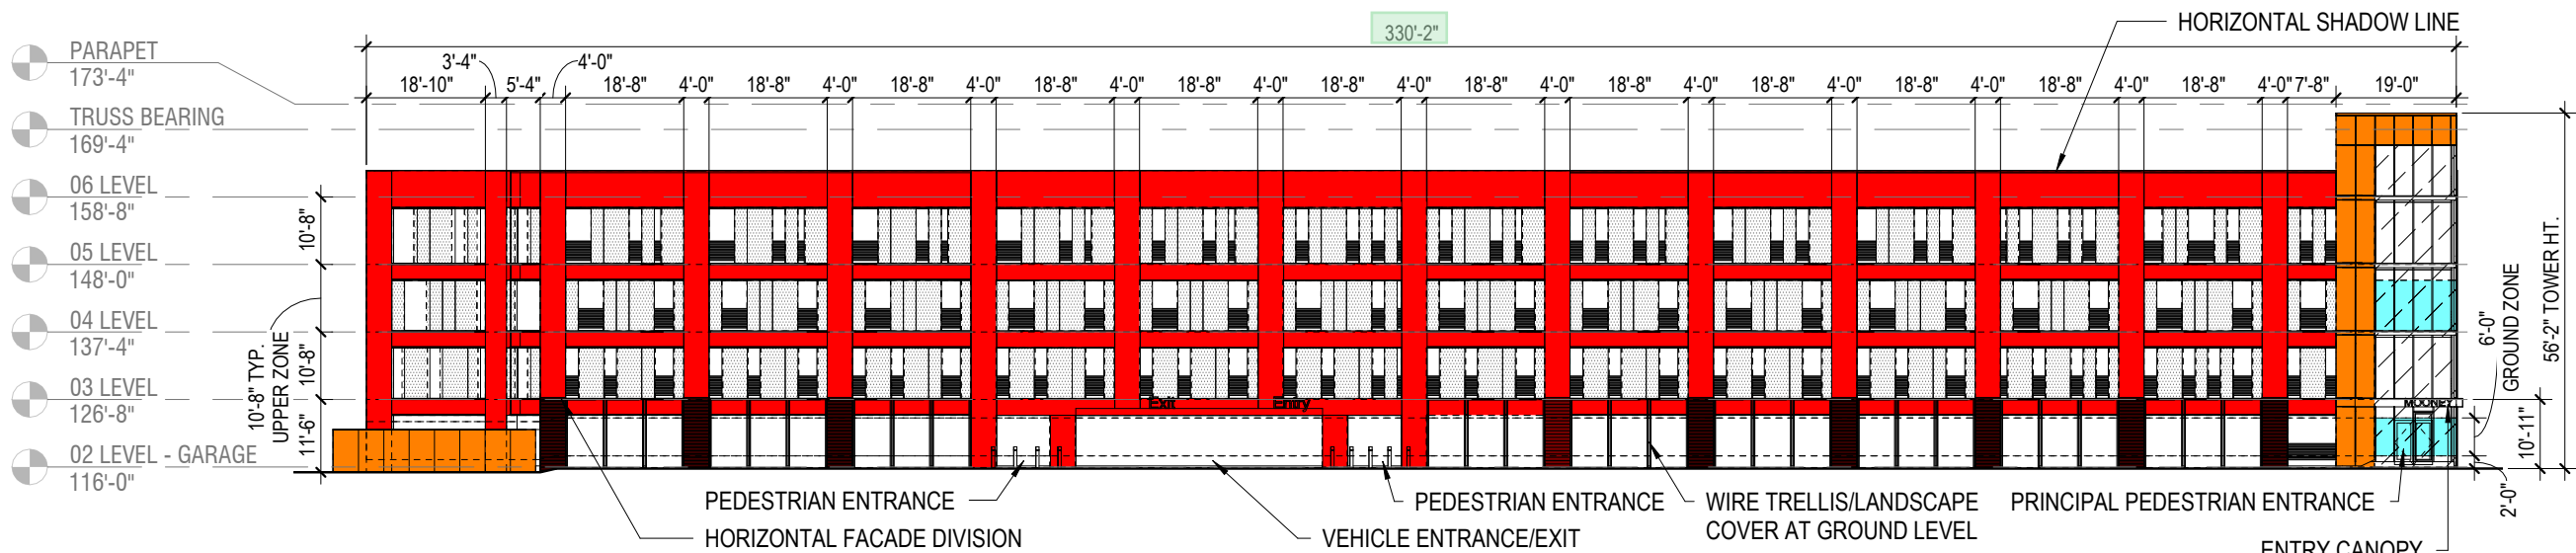 330'-2"
HORIZONTAL SHADOW LINE
PARAPET
173'-4"
3'-4"
4'-0"
18'-10"
5'-4"
18'-8" 4'-0" 18'-8" 4'-0" 18'-8" 4'-0" 18'-8" 4'-0" 18'-8" 4'-0" 18'-8" 4'-0" 18'-8" 4'-0" 18'-8" 4'-0" 18'-8" 4'-0" 18'-8" 4'-0" 18'-8" 4'-0" 18'-8" 4'-0" 7'-8" 19'-0"
TRUSS BEARING
169'-4"
06 LEVEL
158'-8"
10'-8"
05 LEVEL
148'-0"
04 LEVEL
137'-4"
10'-8" TYP.
UPPER ZONE
10'-8"
03 LEVEL
126'-8"
11'-6"
02 LEVEL - GARAGE
116'-0"
Exit
Entry
MOONEY
6'-0"
GROUND ZONE
56'-2" TOWER HT.
10'-11"
2'-0"
PEDESTRIAN ENTRANCE
HORIZONTAL FACADE DIVISION
VEHICLE ENTRANCE/EXIT
PEDESTRIAN ENTRANCE
WIRE TRELLIS/LANDSCAPE
COVER AT GROUND LEVEL
PRINCIPAL PEDESTRIAN ENTRANCE
ENTRY CANOPY